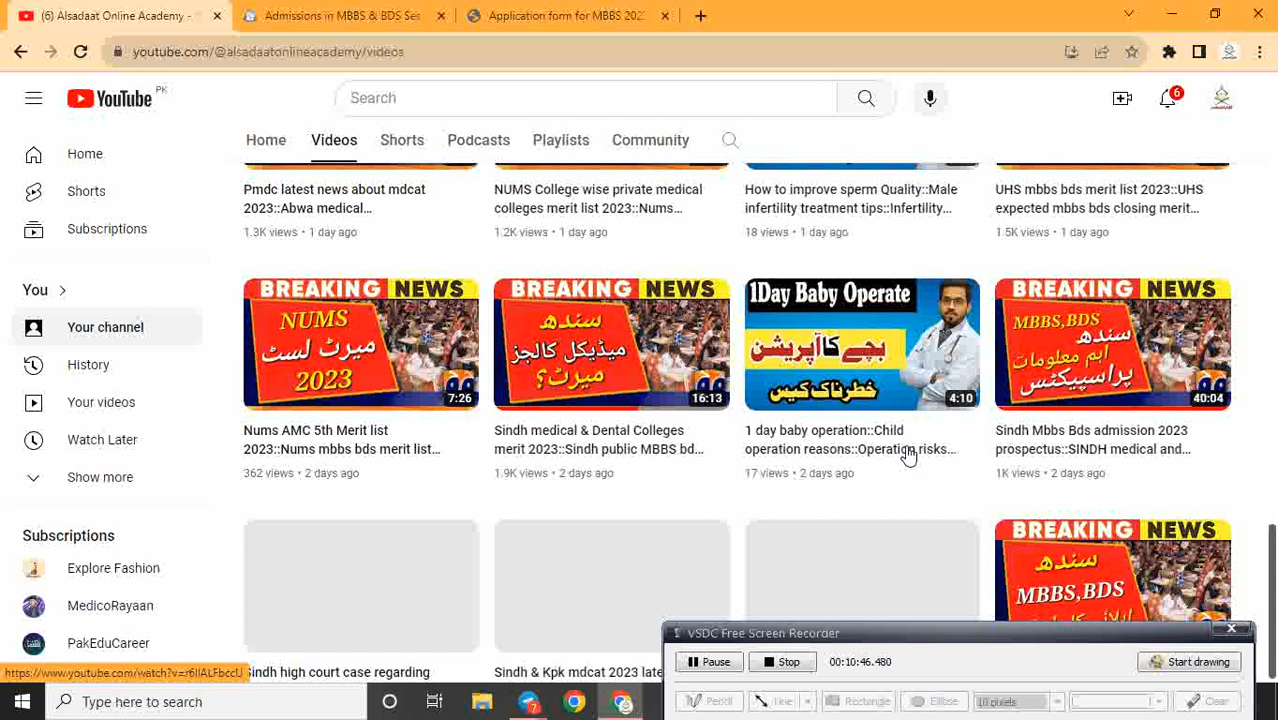 (6) Alsadaat Online Academy -
Admissions in MBBS & BDS Ses
Application form for MBBS 202
youtube.com/@alsadaatonlineacademy/videos
YouTube PK
Search
6
Home
Videos
Shorts
Podcasts
Playlists
Community
Home
Shorts
Subscriptions
You
Your channel
History
Your videos
Watch Later
Show more
Subscriptions
Explore Fashion
MedicoRayaan
PakEduCareer
Pmdc latest news about mdcat
2023::Abwa medical...
1.3K views • 1 day ago
NUMS College wise private medical
colleges merit list 2023::Nums...
1.2K views • 1 day ago
How to improve sperm Quality::Male
infertility treatment tips::Infertility...
18 views • 1 day ago
UHS mbbs bds merit list 2023::UHS
expected mbbs bds closing merit...
1.5K views • 1 day ago
BREAKING NEWS
NUMS
میرٹ لسٹ
2023
7:26
Nums AMC 5th Merit list
2023::Nums mbbs bds merit list...
362 views • 2 days ago
BREAKING NEWS
سندھ
میڈیکل کالجز
میرٹ؟
16:13
Sindh medical & Dental Colleges
merit 2023::Sindh public MBBS bd...
1.9K views • 2 days ago
1Day Baby Operate
بچے کا آپریشن
خطرناک کیس
4:10
1 day baby operation::Child
operation reasons::Operation risks...
17 views • 2 days ago
BREAKING NEWS
MBBS,BDS
سندھ
اہم معلومات
پراسپیکٹس
40:04
Sindh Mbbs Bds admission 2023
prospectus::SINDH medical and...
1K views • 2 days ago
BREAKING NEWS
سندھ
MBBS,BDS
Sindh high court case regarding
Sindh & Kpk mdcat 2023 late
https://www.youtube.com/watch?v=r6IIALFbccU
VSDC Free Screen Recorder
Pause
Stop
00:10:46.480
Start drawing
Pencil
Line
Rectangle
Ellipse
10 pixels
Clear
Type here to search
7